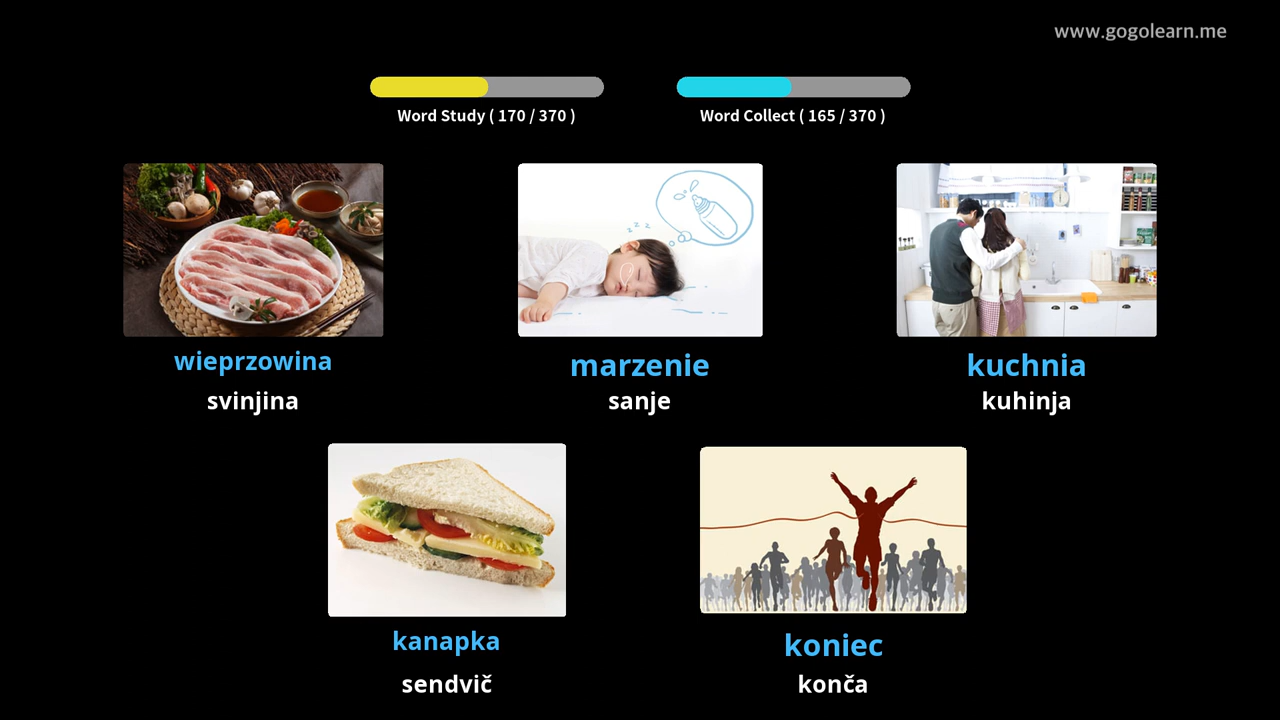 www.gogolearn.me
Word Study ( 170 / 370 )
Word Collect ( 165 / 370 )
wieprzowina
svinjina
marzenie
sanje
kuchnia
kuhinja
kanapka
sendvič
koniec
konča